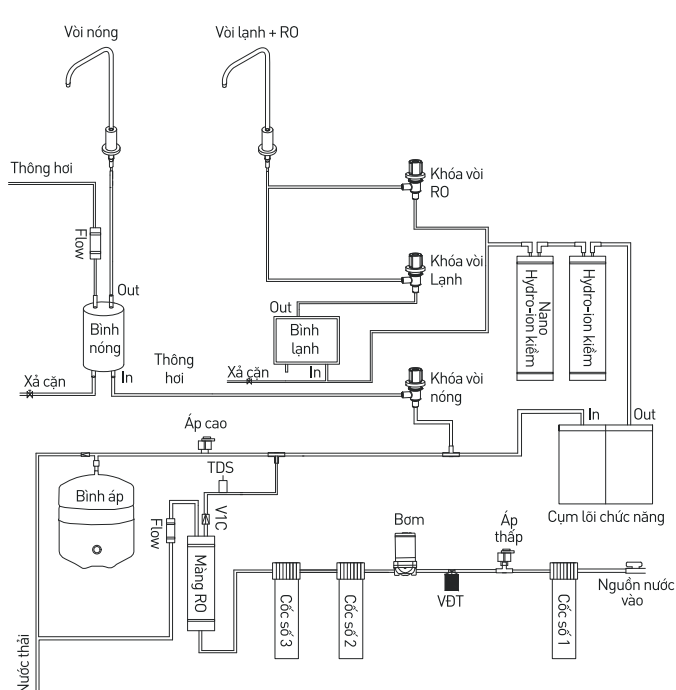 Vòi nóng
Vòi lạnh + RO
Thông hơi
Khóa vòi
RO
Flow
Khóa vòi
Lạnh
Nano
Hydro-ion kiềm
Hydro-ion kiềm
Out
Out
Bình
nóng
Bình
lạnh
Thông
hơi
Xả cặn
In
Xả cặn
In
Khóa vòi
nóng
In
Out
Áp cao
TDS
Bình áp
V1C
Flow
Bơm
Áp
thấp
Cụm lõi chức năng
Màng RO
VĐT
Nguồn nước
vào
Cốc số 3
Cốc số 2
Cốc số 1
Nước thải